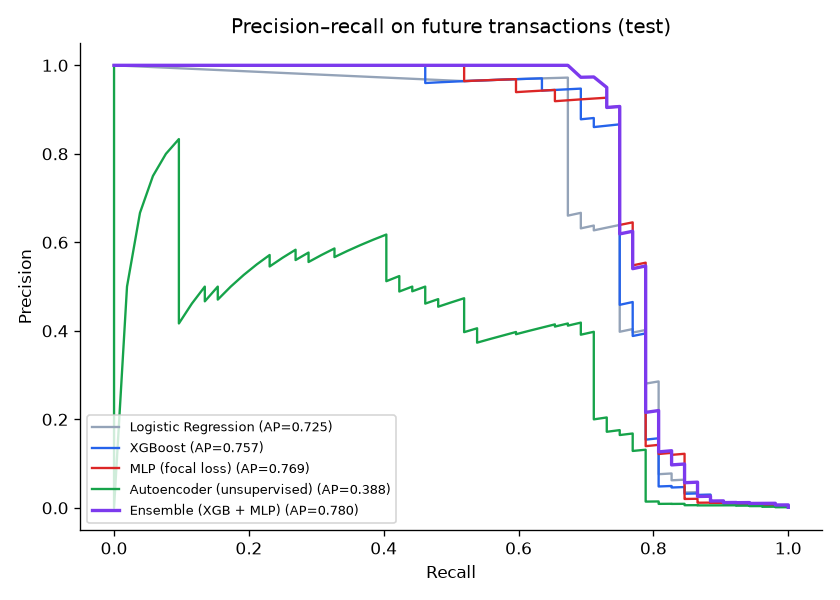 Precision–recall on future transactions (test)
1.0
0.8
0.6
0.4
0.2
0.0
Precision
Logistic Regression (AP=0.725)
XGBoost (AP=0.757)
MLP (focal loss) (AP=0.769)
Autoencoder (unsupervised) (AP=0.388)
Ensemble (XGB + MLP) (AP=0.780)
0.0 0.2 0.4 0.6 0.8 1.0
Recall